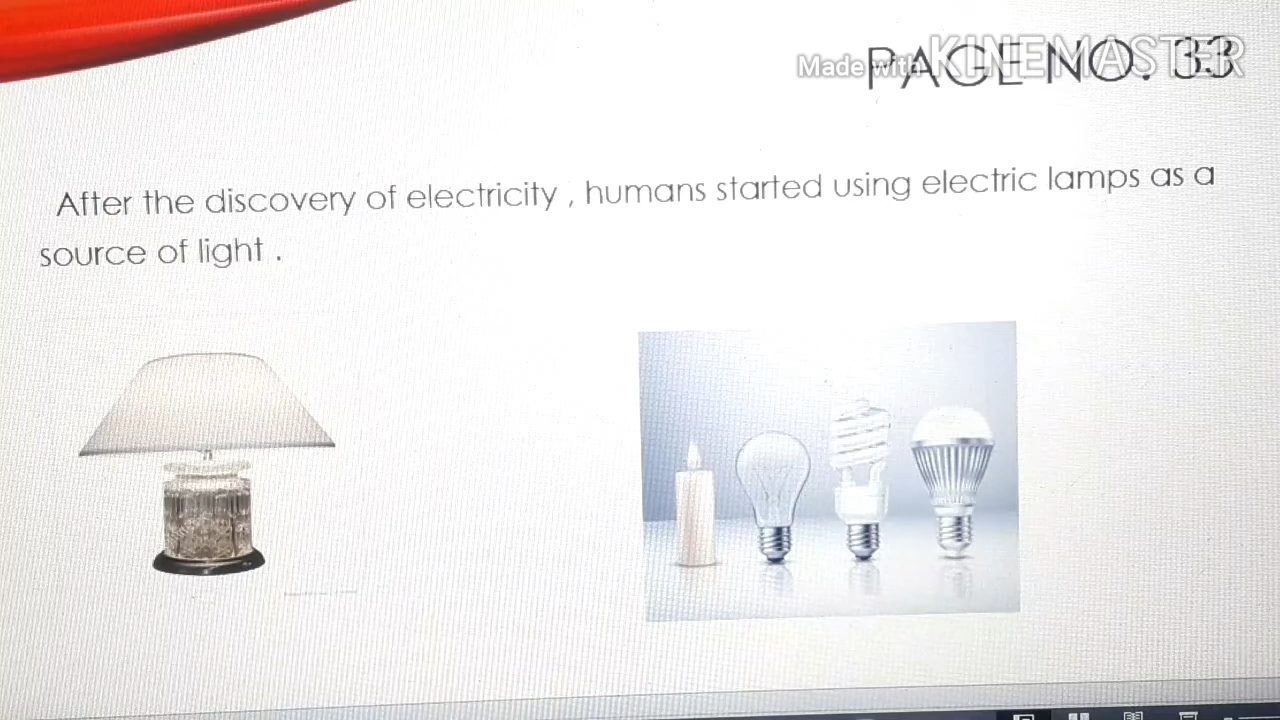 Made with KINEMASTER
PAGE NO. 33
After the discovery of electricity , humans started using electric lamps as a
source of light .